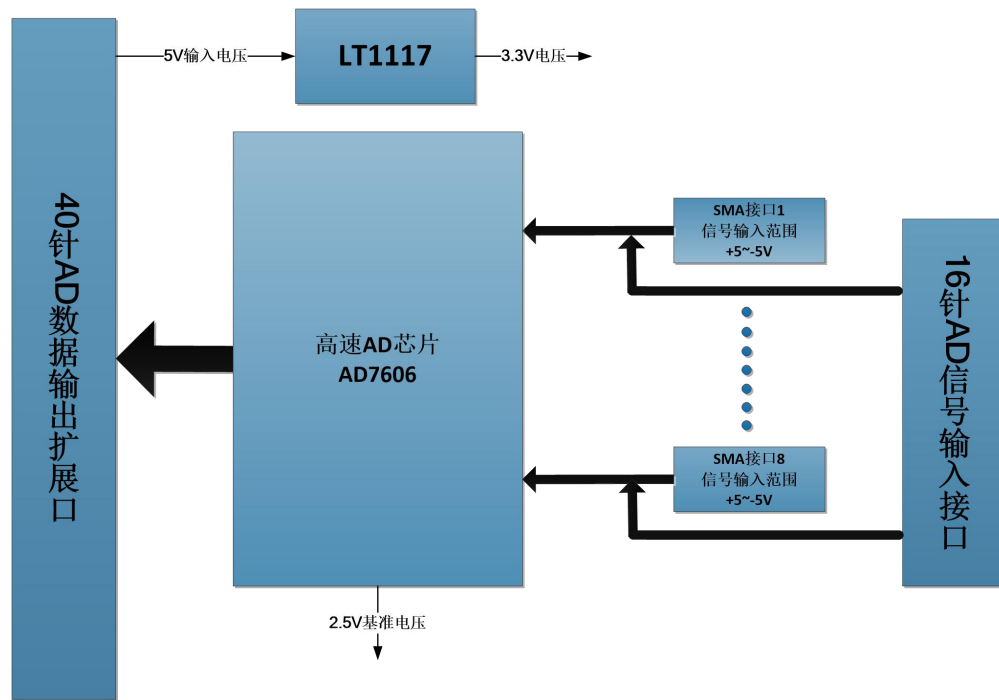 5V输入电压
LT1117
3.3V电压
40针AD数据输出扩展口
高速AD芯片
AD7606
SMA接口1
信号输入范围
+5~-5V
16针AD信号输入接口
SMA接口8
信号输入范围
+5~-5V
2.5V基准电压